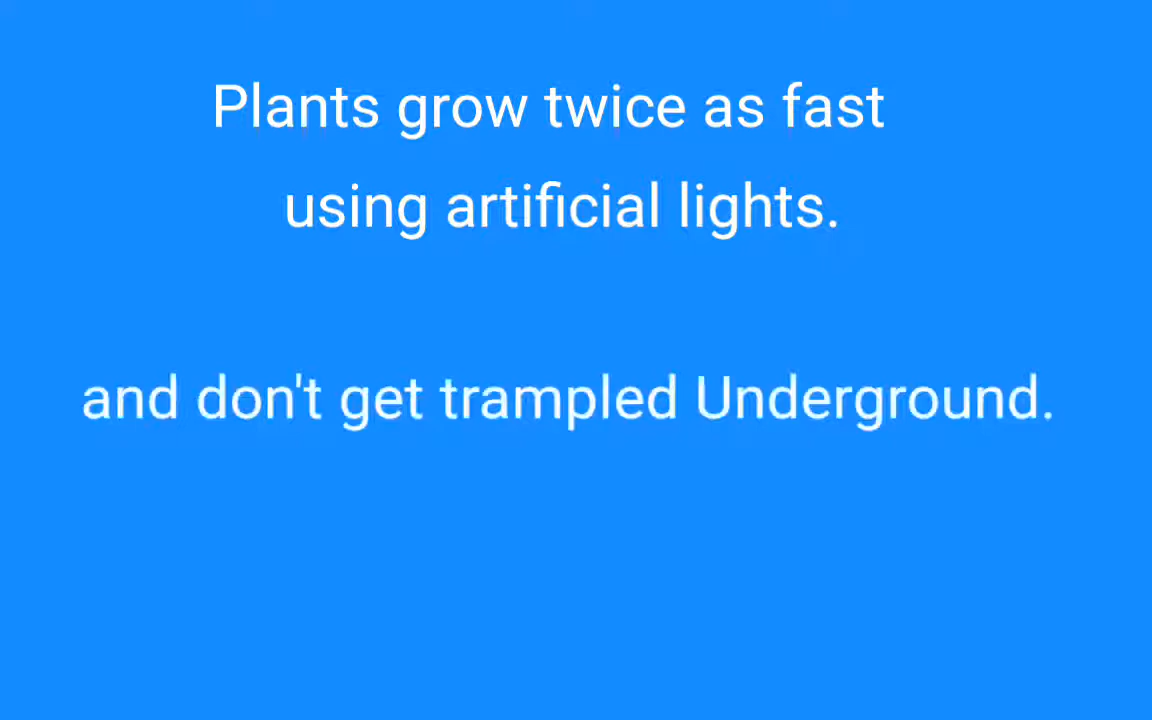 Plants grow twice as fast
using artificial lights.
and don't get trampled Underground.